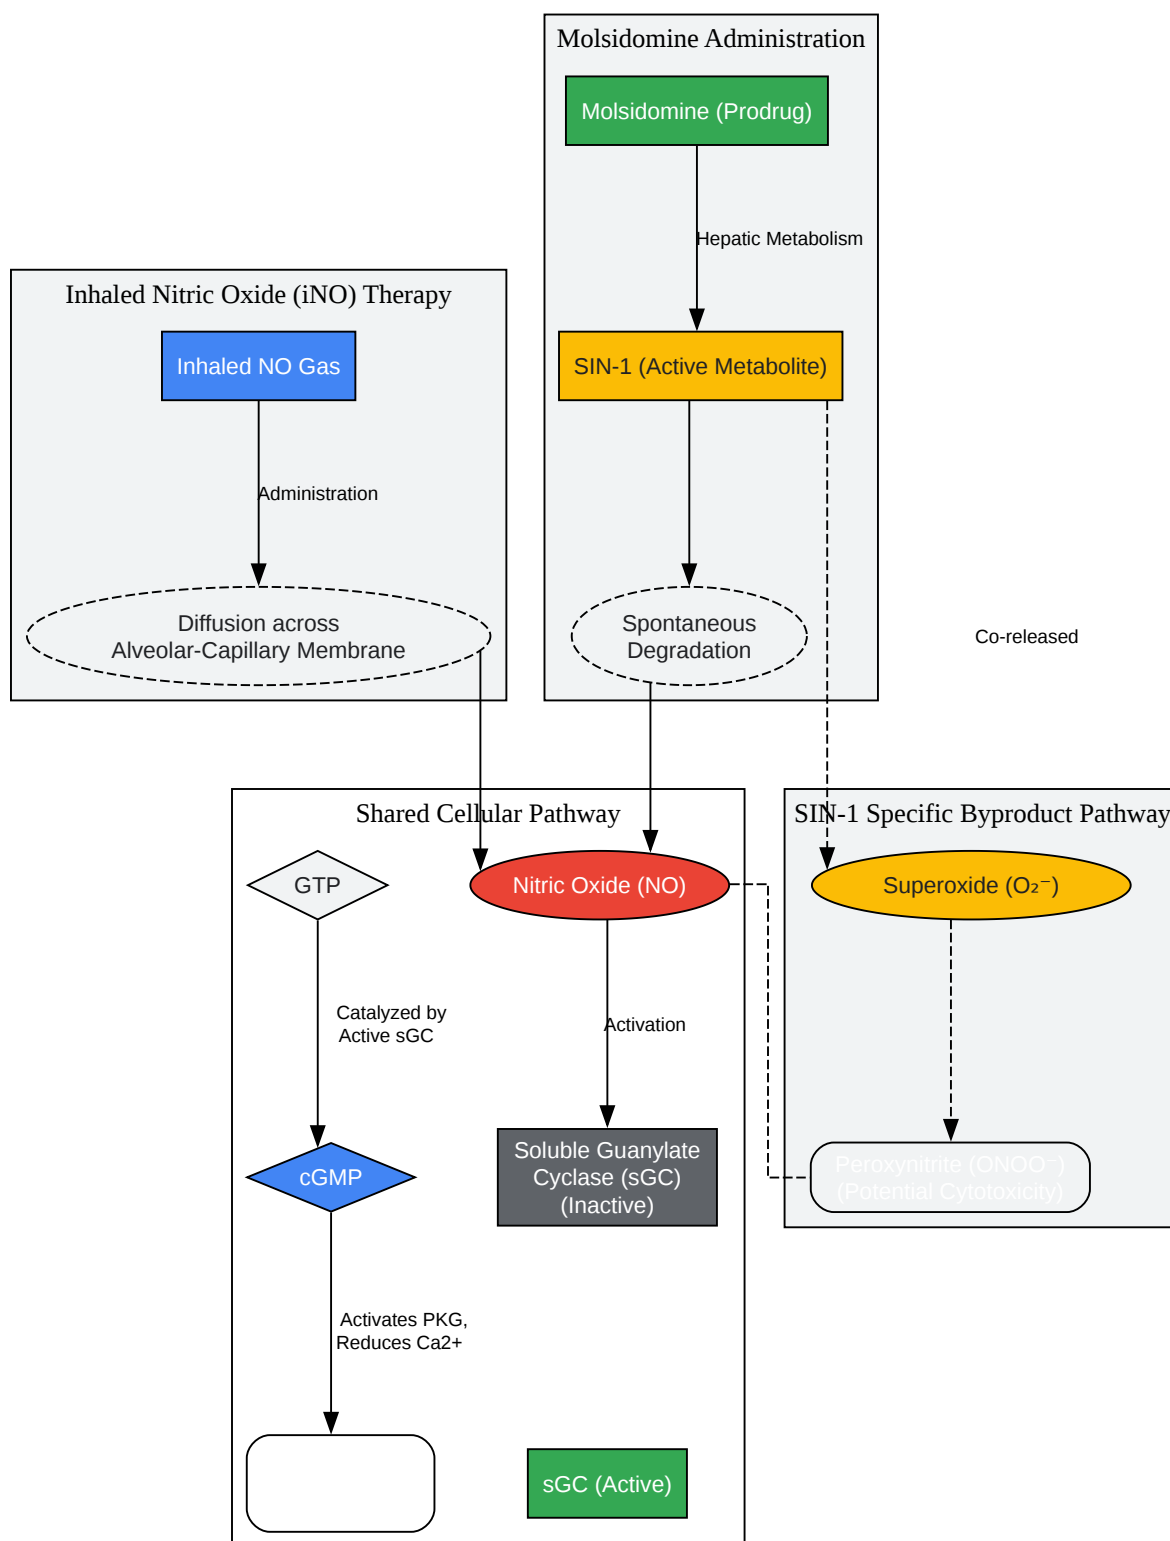 Molsidomine Administration
Molsidomine (Prodrug)
Hepatic Metabolism
Inhaled Nitric Oxide (iNO) Therapy
Inhaled NO Gas
SIN-1 (Active Metabolite)
Administration
Diffusion across
Alveolar-Capillary Membrane
Spontaneous
Degradation
Co-released
Shared Cellular Pathway
SIN-1 Specific Byproduct Pathway
GTP
Nitric Oxide (NO)
Superoxide (O₂⁻)
Catalyzed by
Active sGC
Activation
cGMP
Soluble Guanylate
Cyclase (sGC)
(Inactive)
Peroxynitrite (ONOO⁻)
(Potential Cytotoxicity)
Activates PKG,
Reduces Ca2+
sGC (Active)